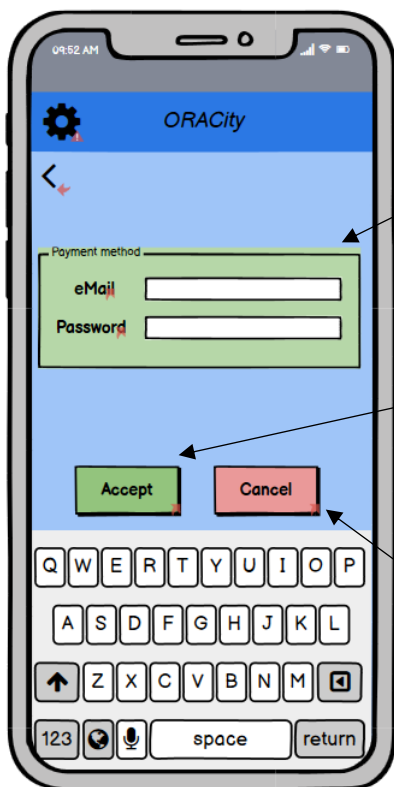 09:52 AM
ORACity
Payment method
eMail
Password
Accept Cancel
Q W E R T Y U I O P
A S D F G H J K L
Z X C V B N M
123 space return